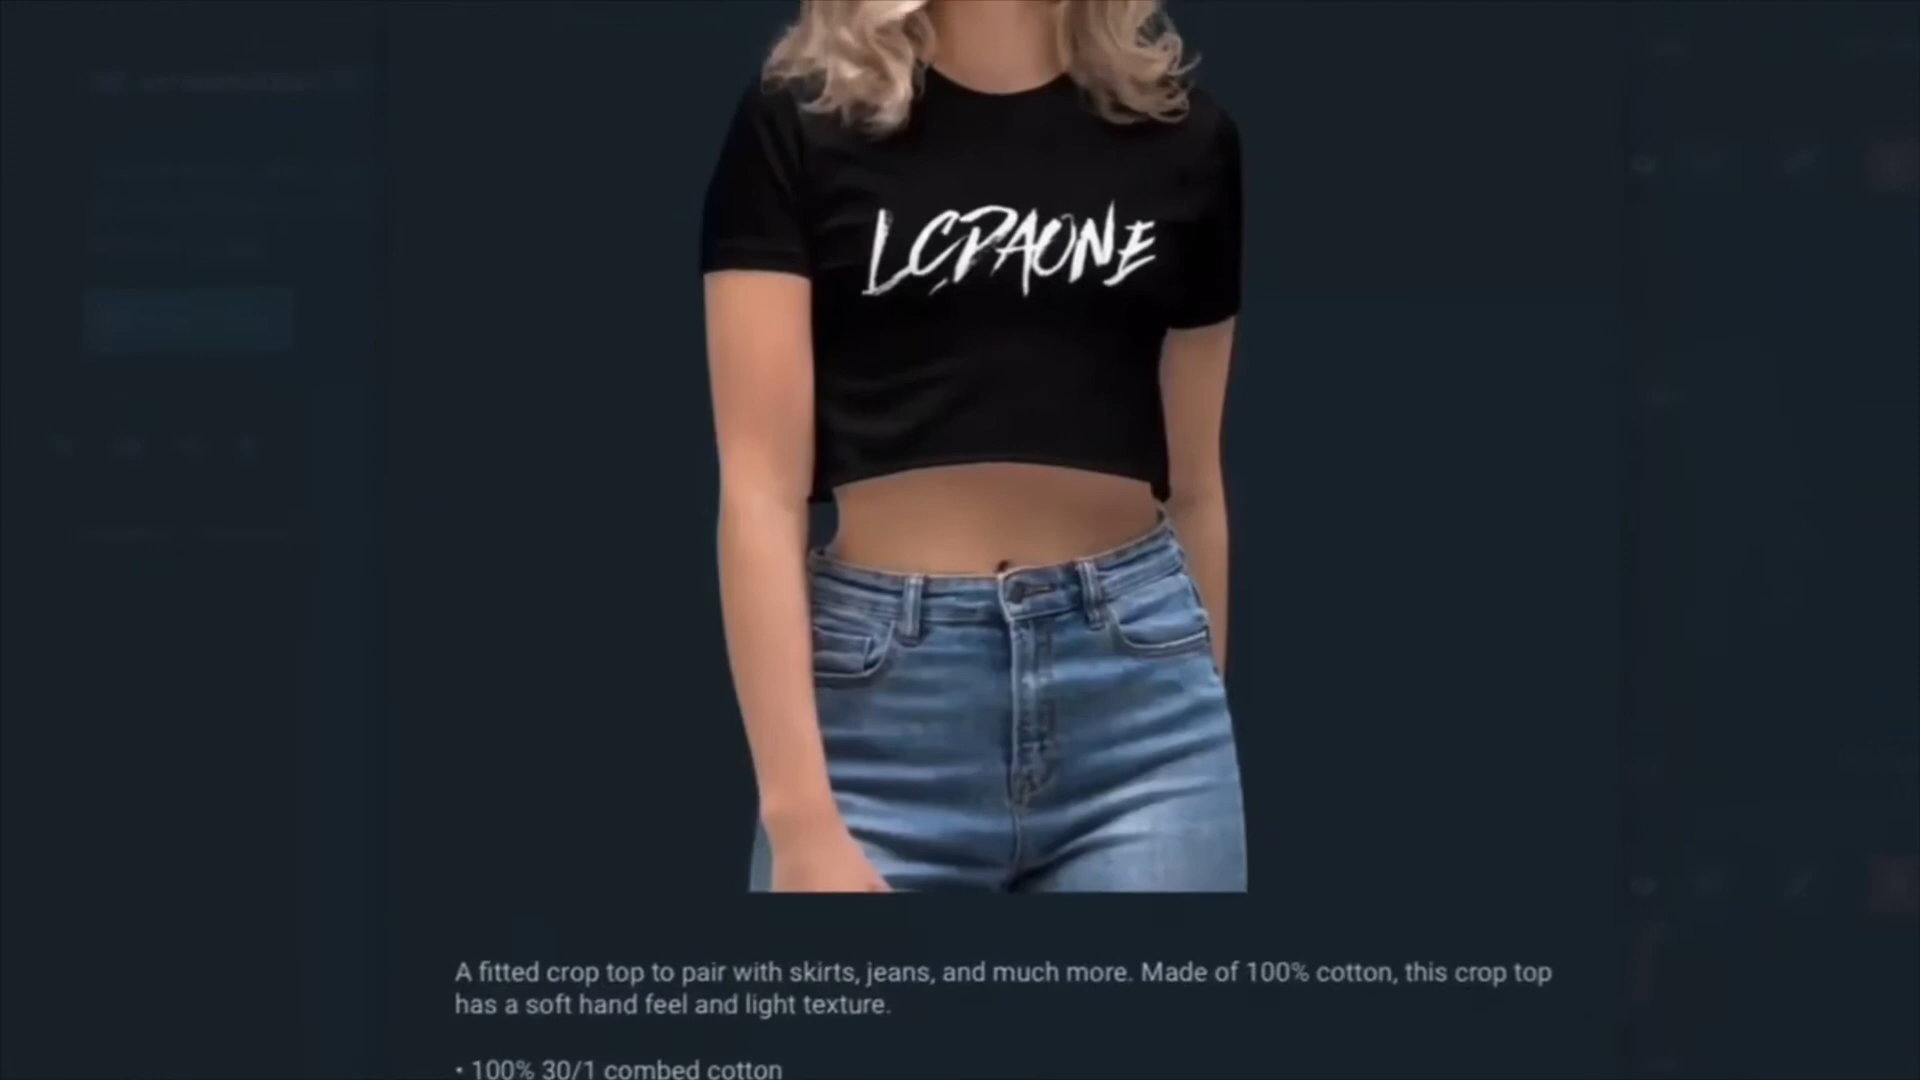 LCPAONE
A fitted crop top to pair with skirts, jeans, and much more. Made of 100% cotton, this crop top
has a soft hand feel and light texture.
• 100% 30/1 combed cotton